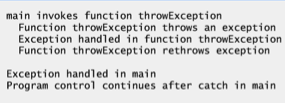 main invokes function throwException
Function throwException throws an exception
Exception handled in function throwException
Function throwException rethrows exception
Exception handled in main
Program control continues after catch in main